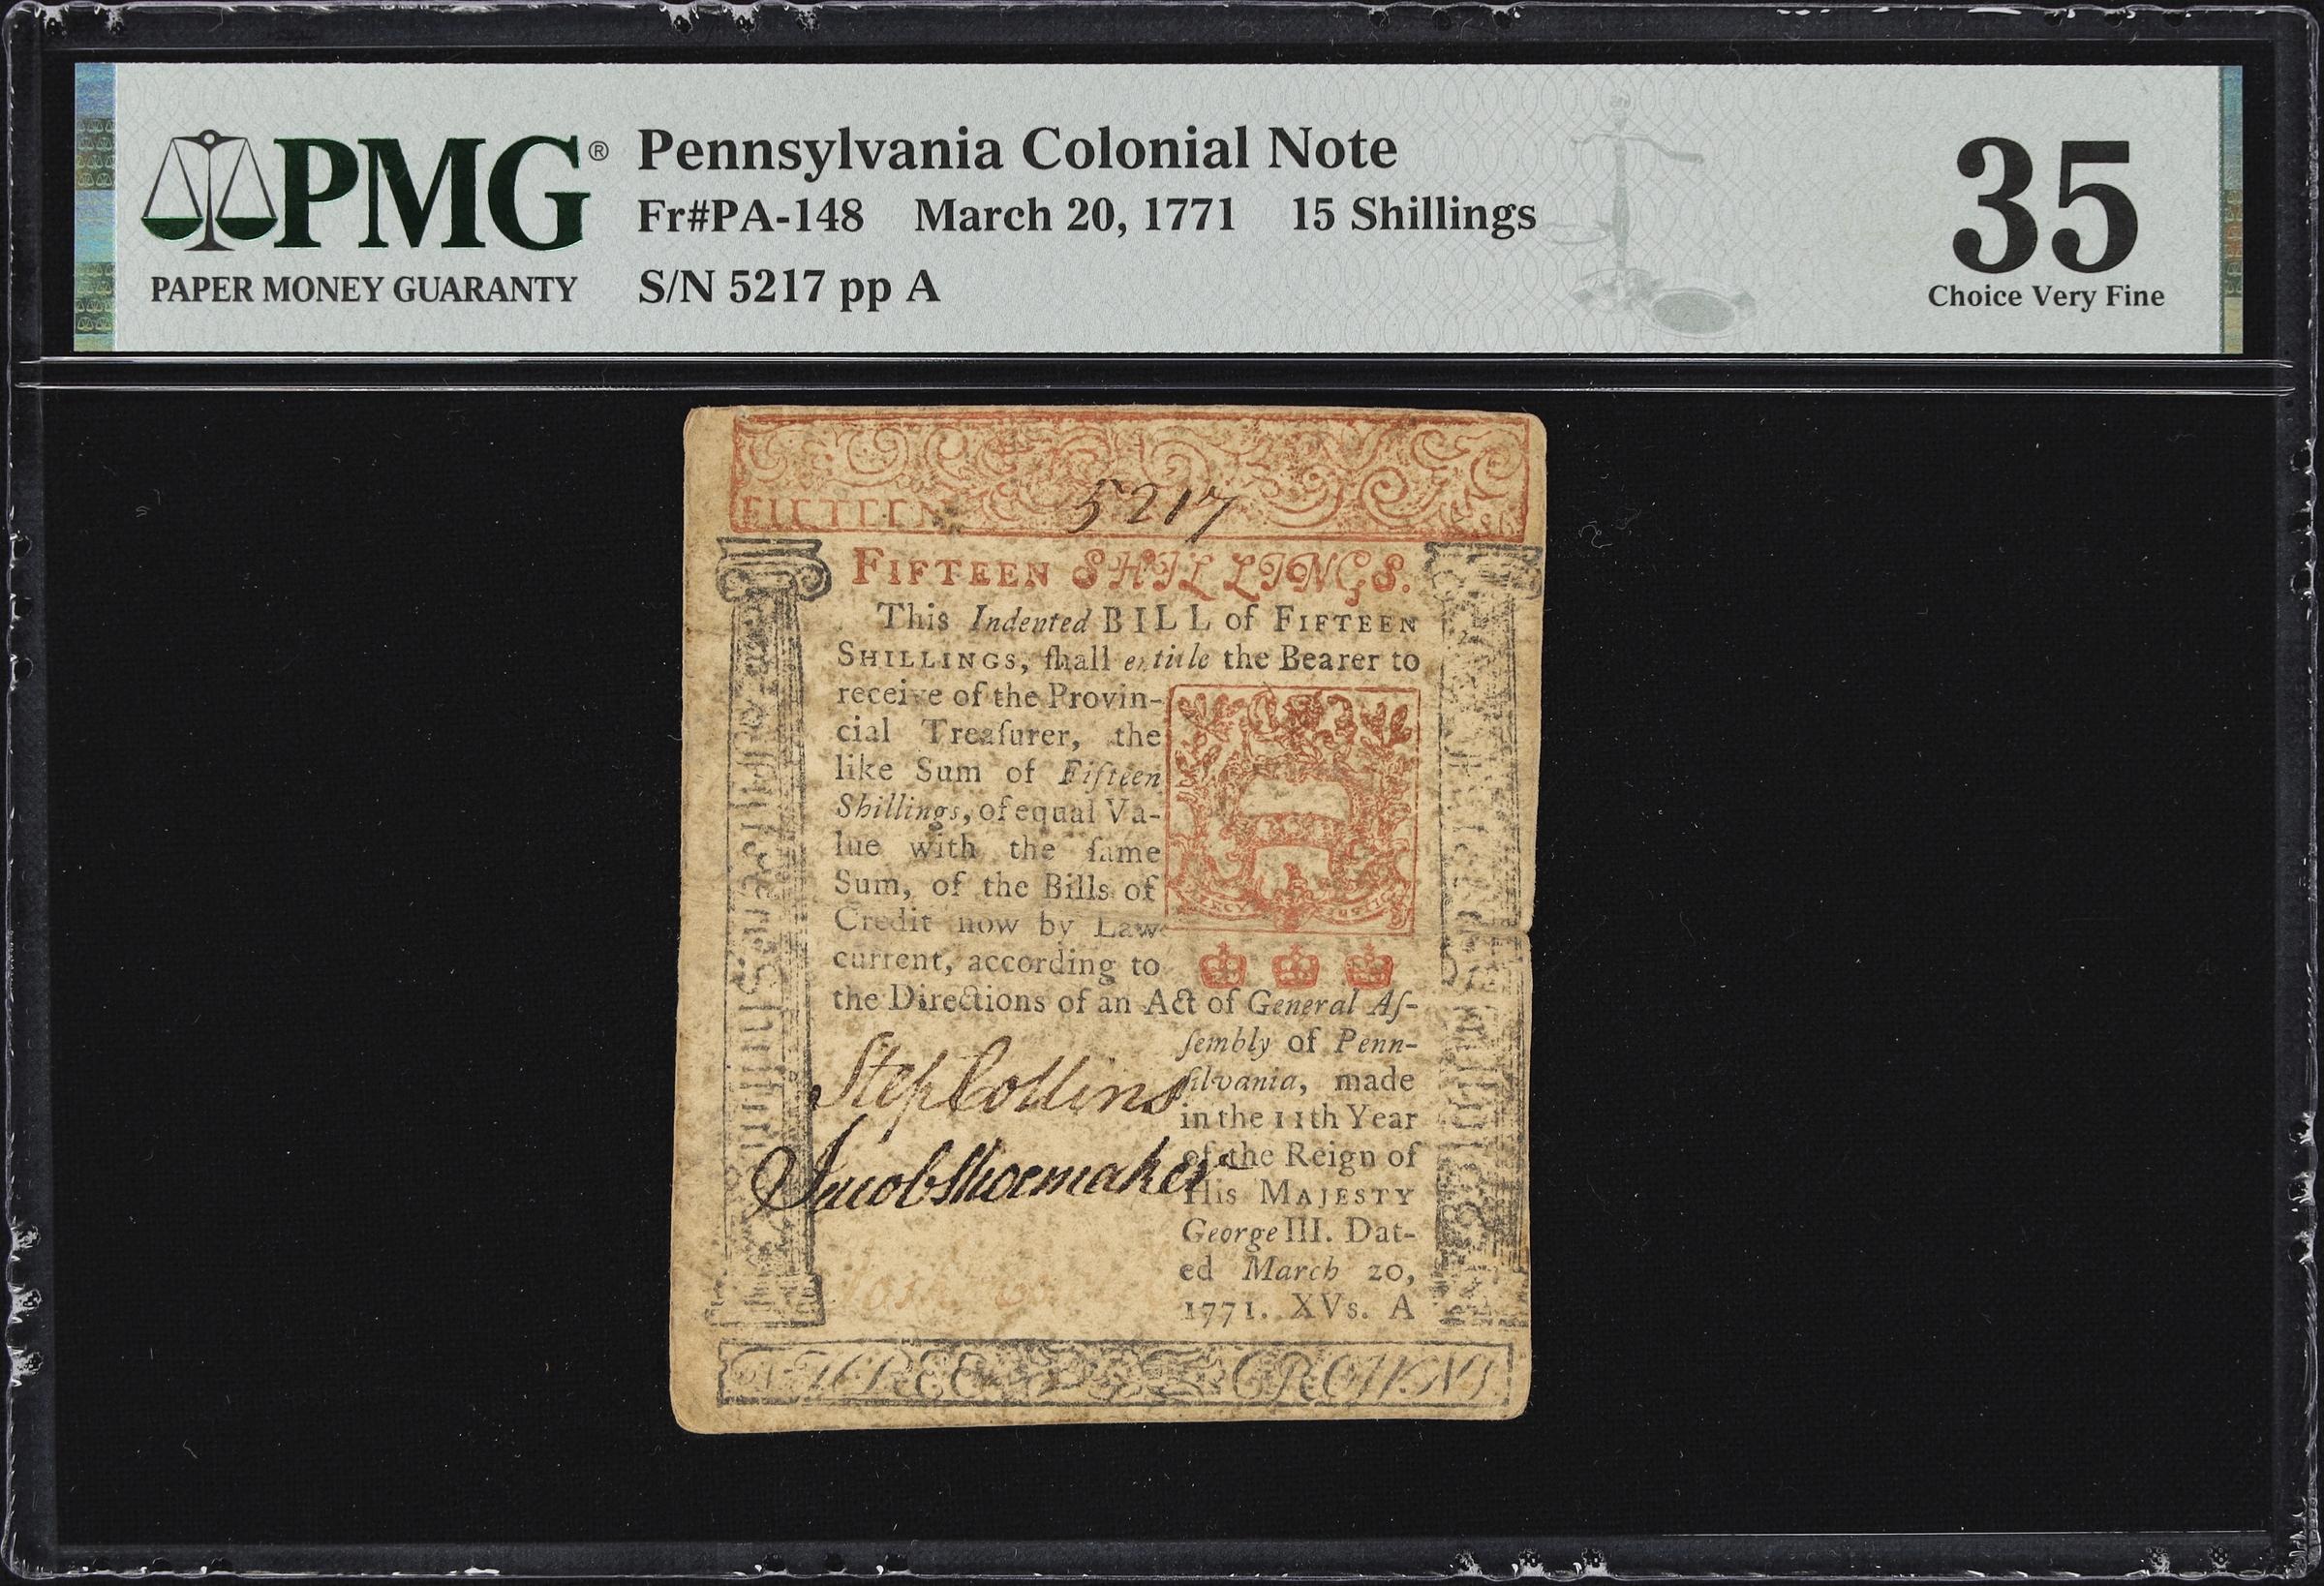 PMG®
PAPER MONEY GUARANTY
Pennsylvania Colonial Note
Fr#PA-148 March 20, 1771 15 Shillings
S/N 5217 pp A
35
Choice Very Fine
FIFTEEN
5217
FIFTEEN SHILLINGS.
This Indented BILL of FIFTEEN
SHILLINGS, ſhall entitle the Bearer to
receive of the Provin-
cial Treaſurer, the
like Sum of Fifteen
Shillings, of equal Va-
lue with the ſame
Sum, of the Bills of
Credit now by Law
current, according to
the Directions of an Act of General Aſ-
ſembly of Penn-
ſilvania, made
in the 11th Year
of the Reign of
His MAJESTY
George III. Dat-
ed March 20,
1771. XVs. A
Step Collins
Jacob Shoemaker
THREE CROWNS